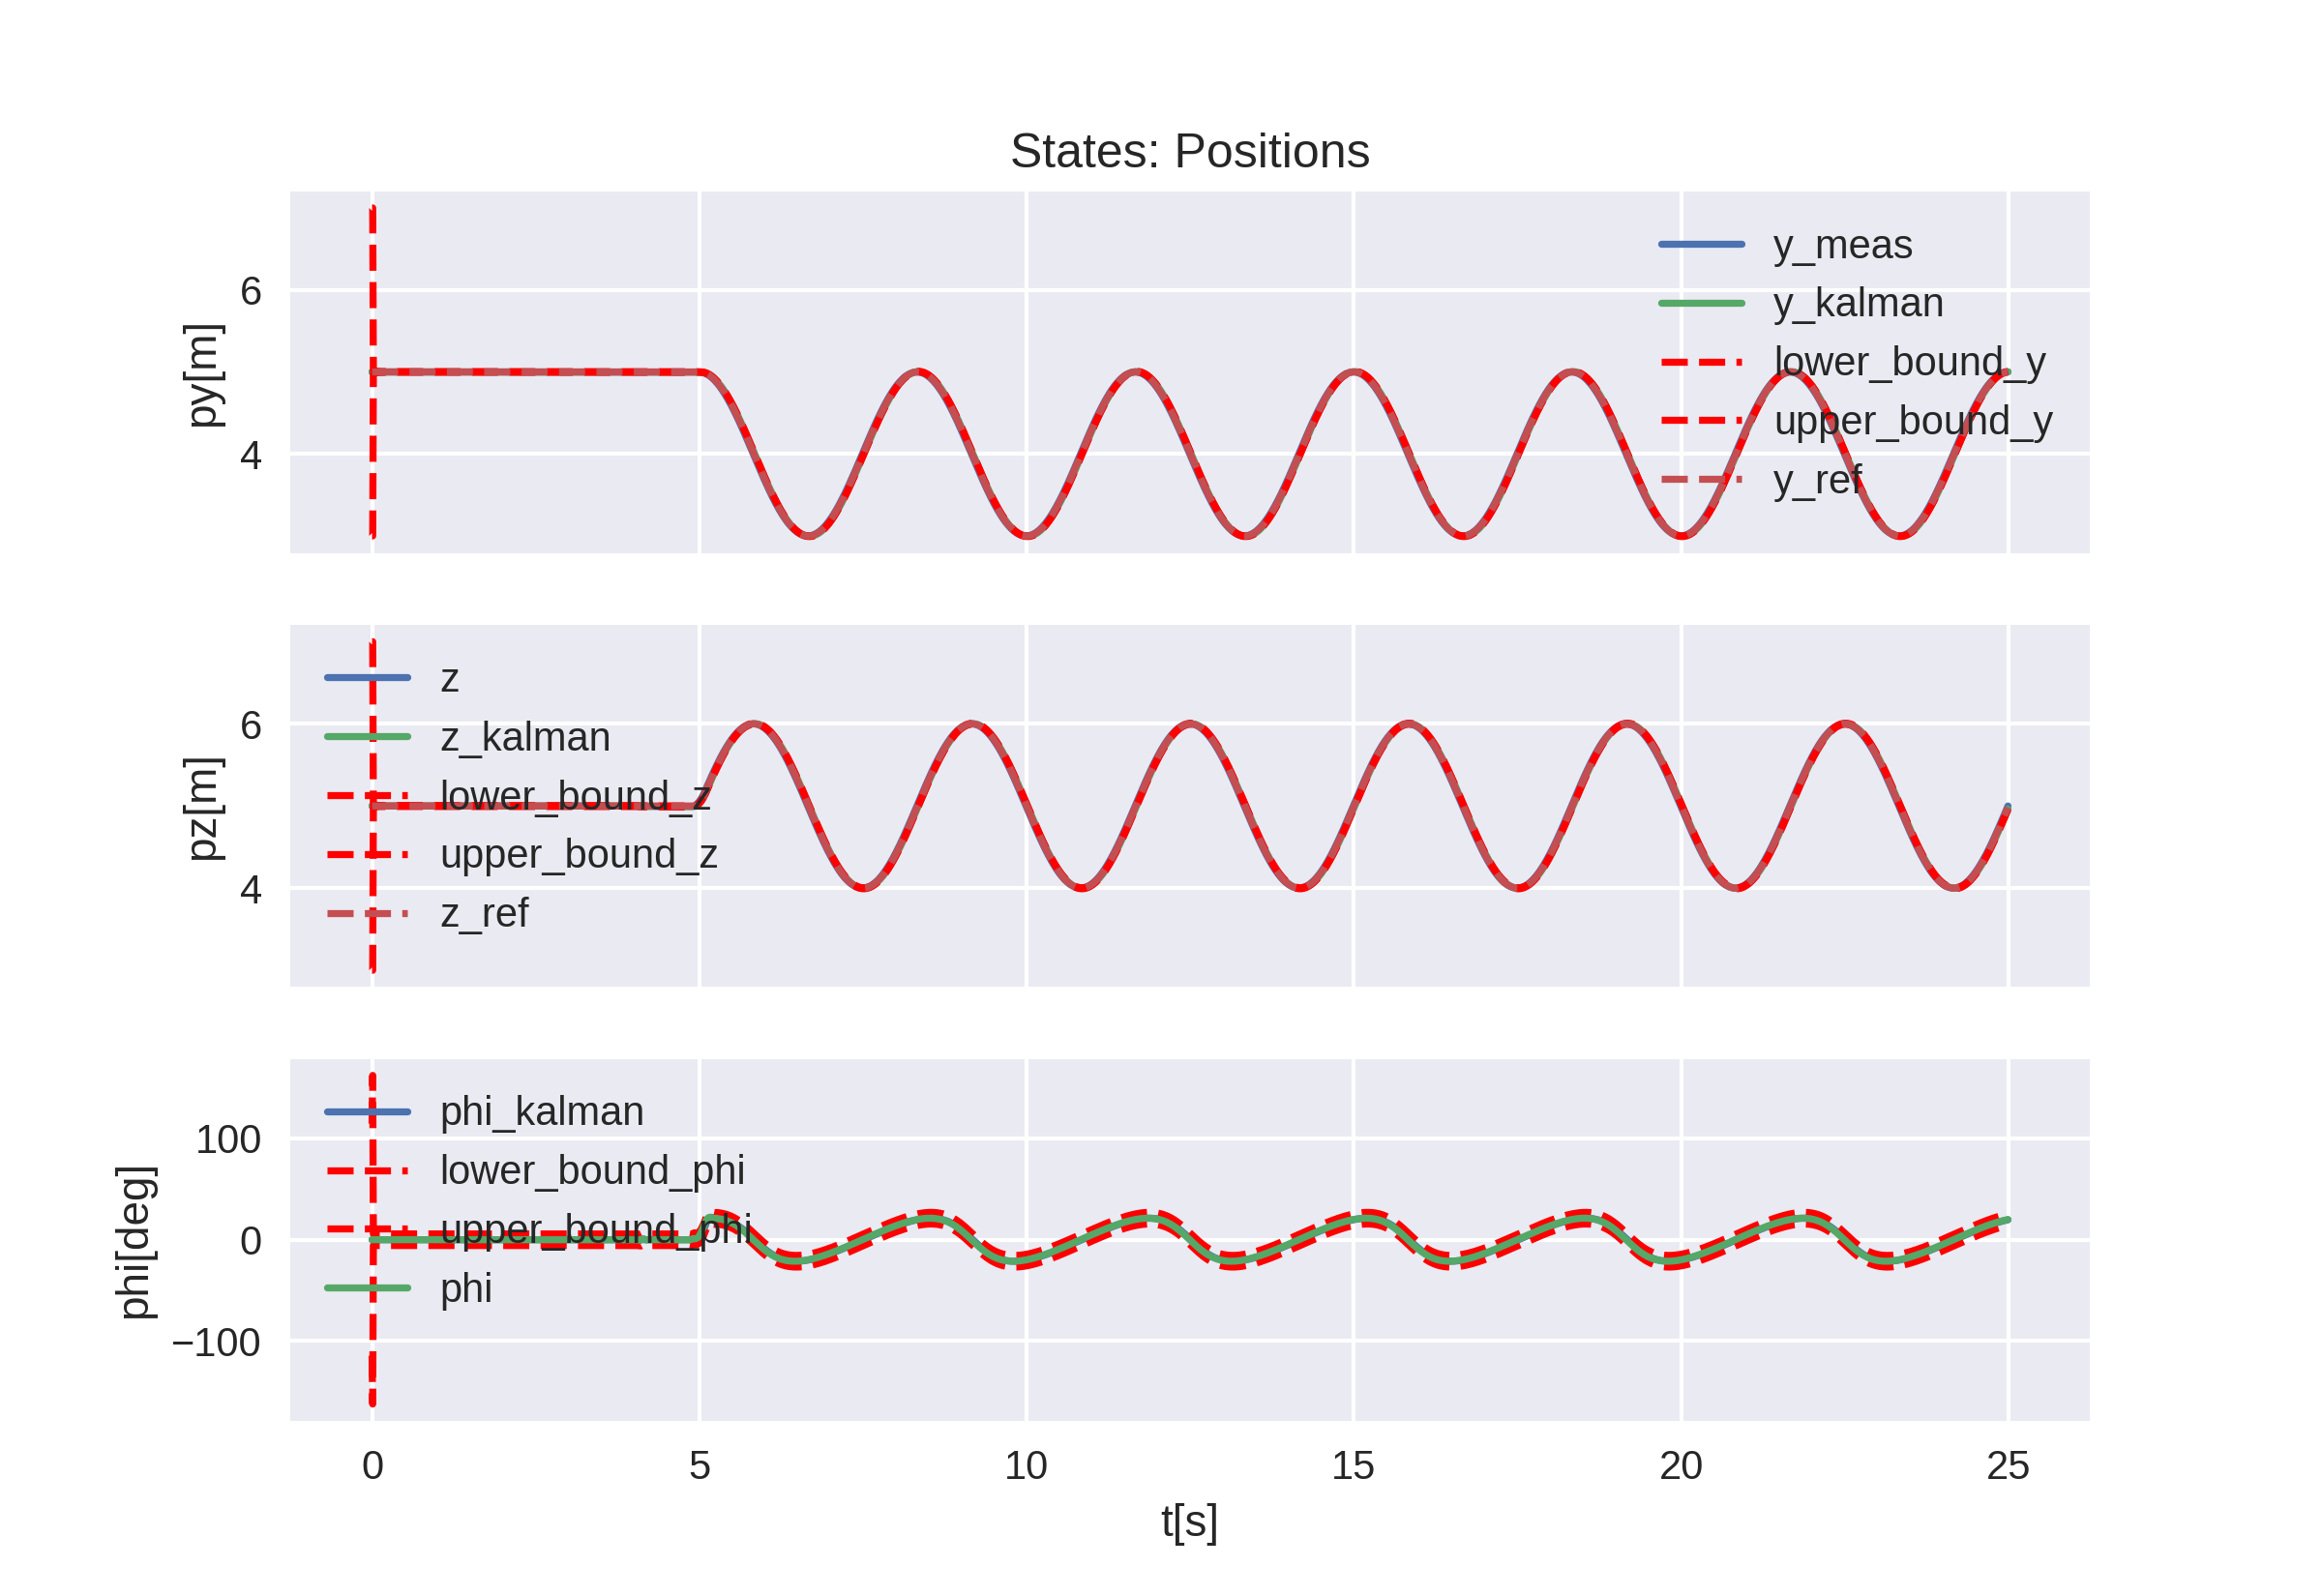 States: Positions
py[m]
6
4
y_meas
y_kalman
lower_bound_y
upper_bound_y
y_ref
pz[m]
6
4
z
z_kalman
lower_bound_z
upper_bound_z
z_ref
phi[deg]
100
0
−100
phi_kalman
lower_bound_phi
upper_bound_phi
phi
0 5 10 15 20 25
t[s]